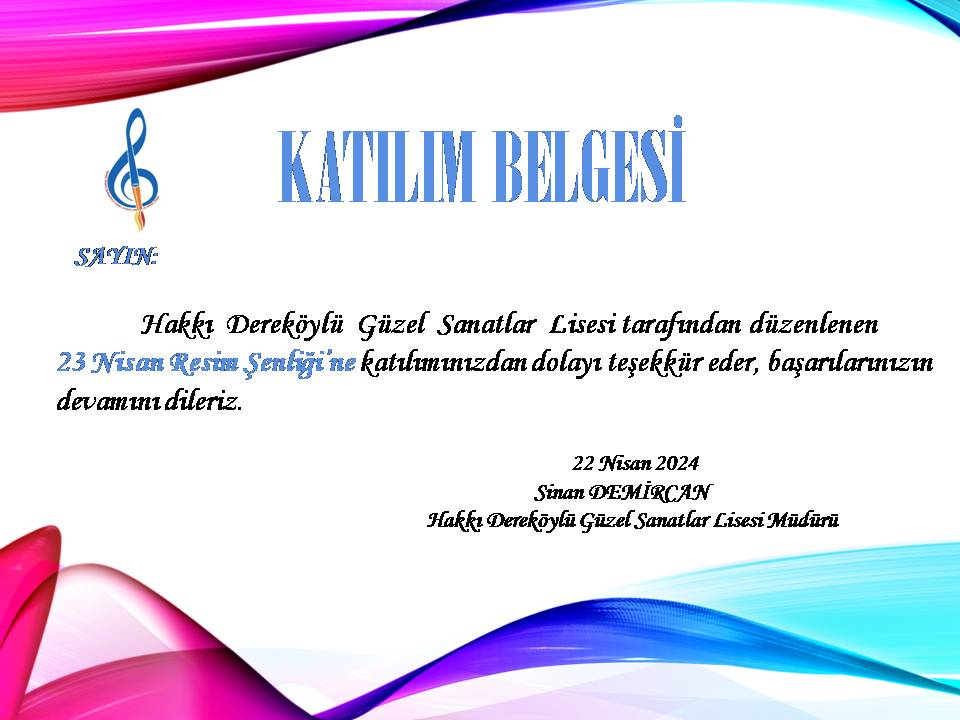 KATILIM BELGESİ
SAYIN:
Hakkı Dereköylü Güzel Sanatlar Lisesi tarafından düzenlenen
23 Nisan Resim Şenliği'ne katılımınızdan dolayı teşekkür eder, başarılarınızın
devamını dileriz.
22 Nisan 2024
Sinan DEMİRCAN
Hakkı Dereköylü Güzel Sanatlar Lisesi Müdürü